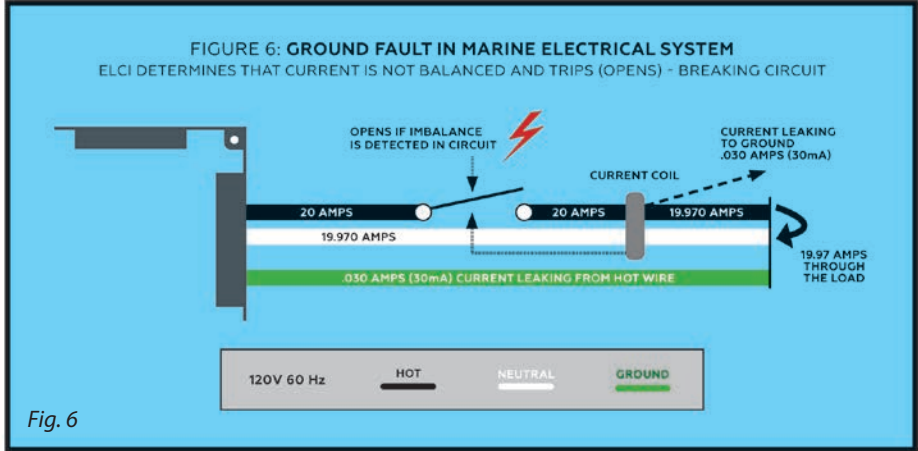 FIGURE 6: GROUND FAULT IN MARINE ELECTRICAL SYSTEM
ELCI DETERMINES THAT CURRENT IS NOT BALANCED AND TRIPS (OPENS) - BREAKING CIRCUIT
OPENS IF IMBALANCE
IS DETECTED IN CIRCUIT
CURRENT LEAKING
TO GROUND
.030 AMPS (30mA)
CURRENT COIL
20 AMPS
20 AMPS
19.970 AMPS
19.970 AMPS
19.97 AMPS
THROUGH
THE LOAD
.030 AMPS (30mA) CURRENT LEAKING FROM HOT WIRE
120V 60 Hz
HOT
NEUTRAL
GROUND
Fig. 6